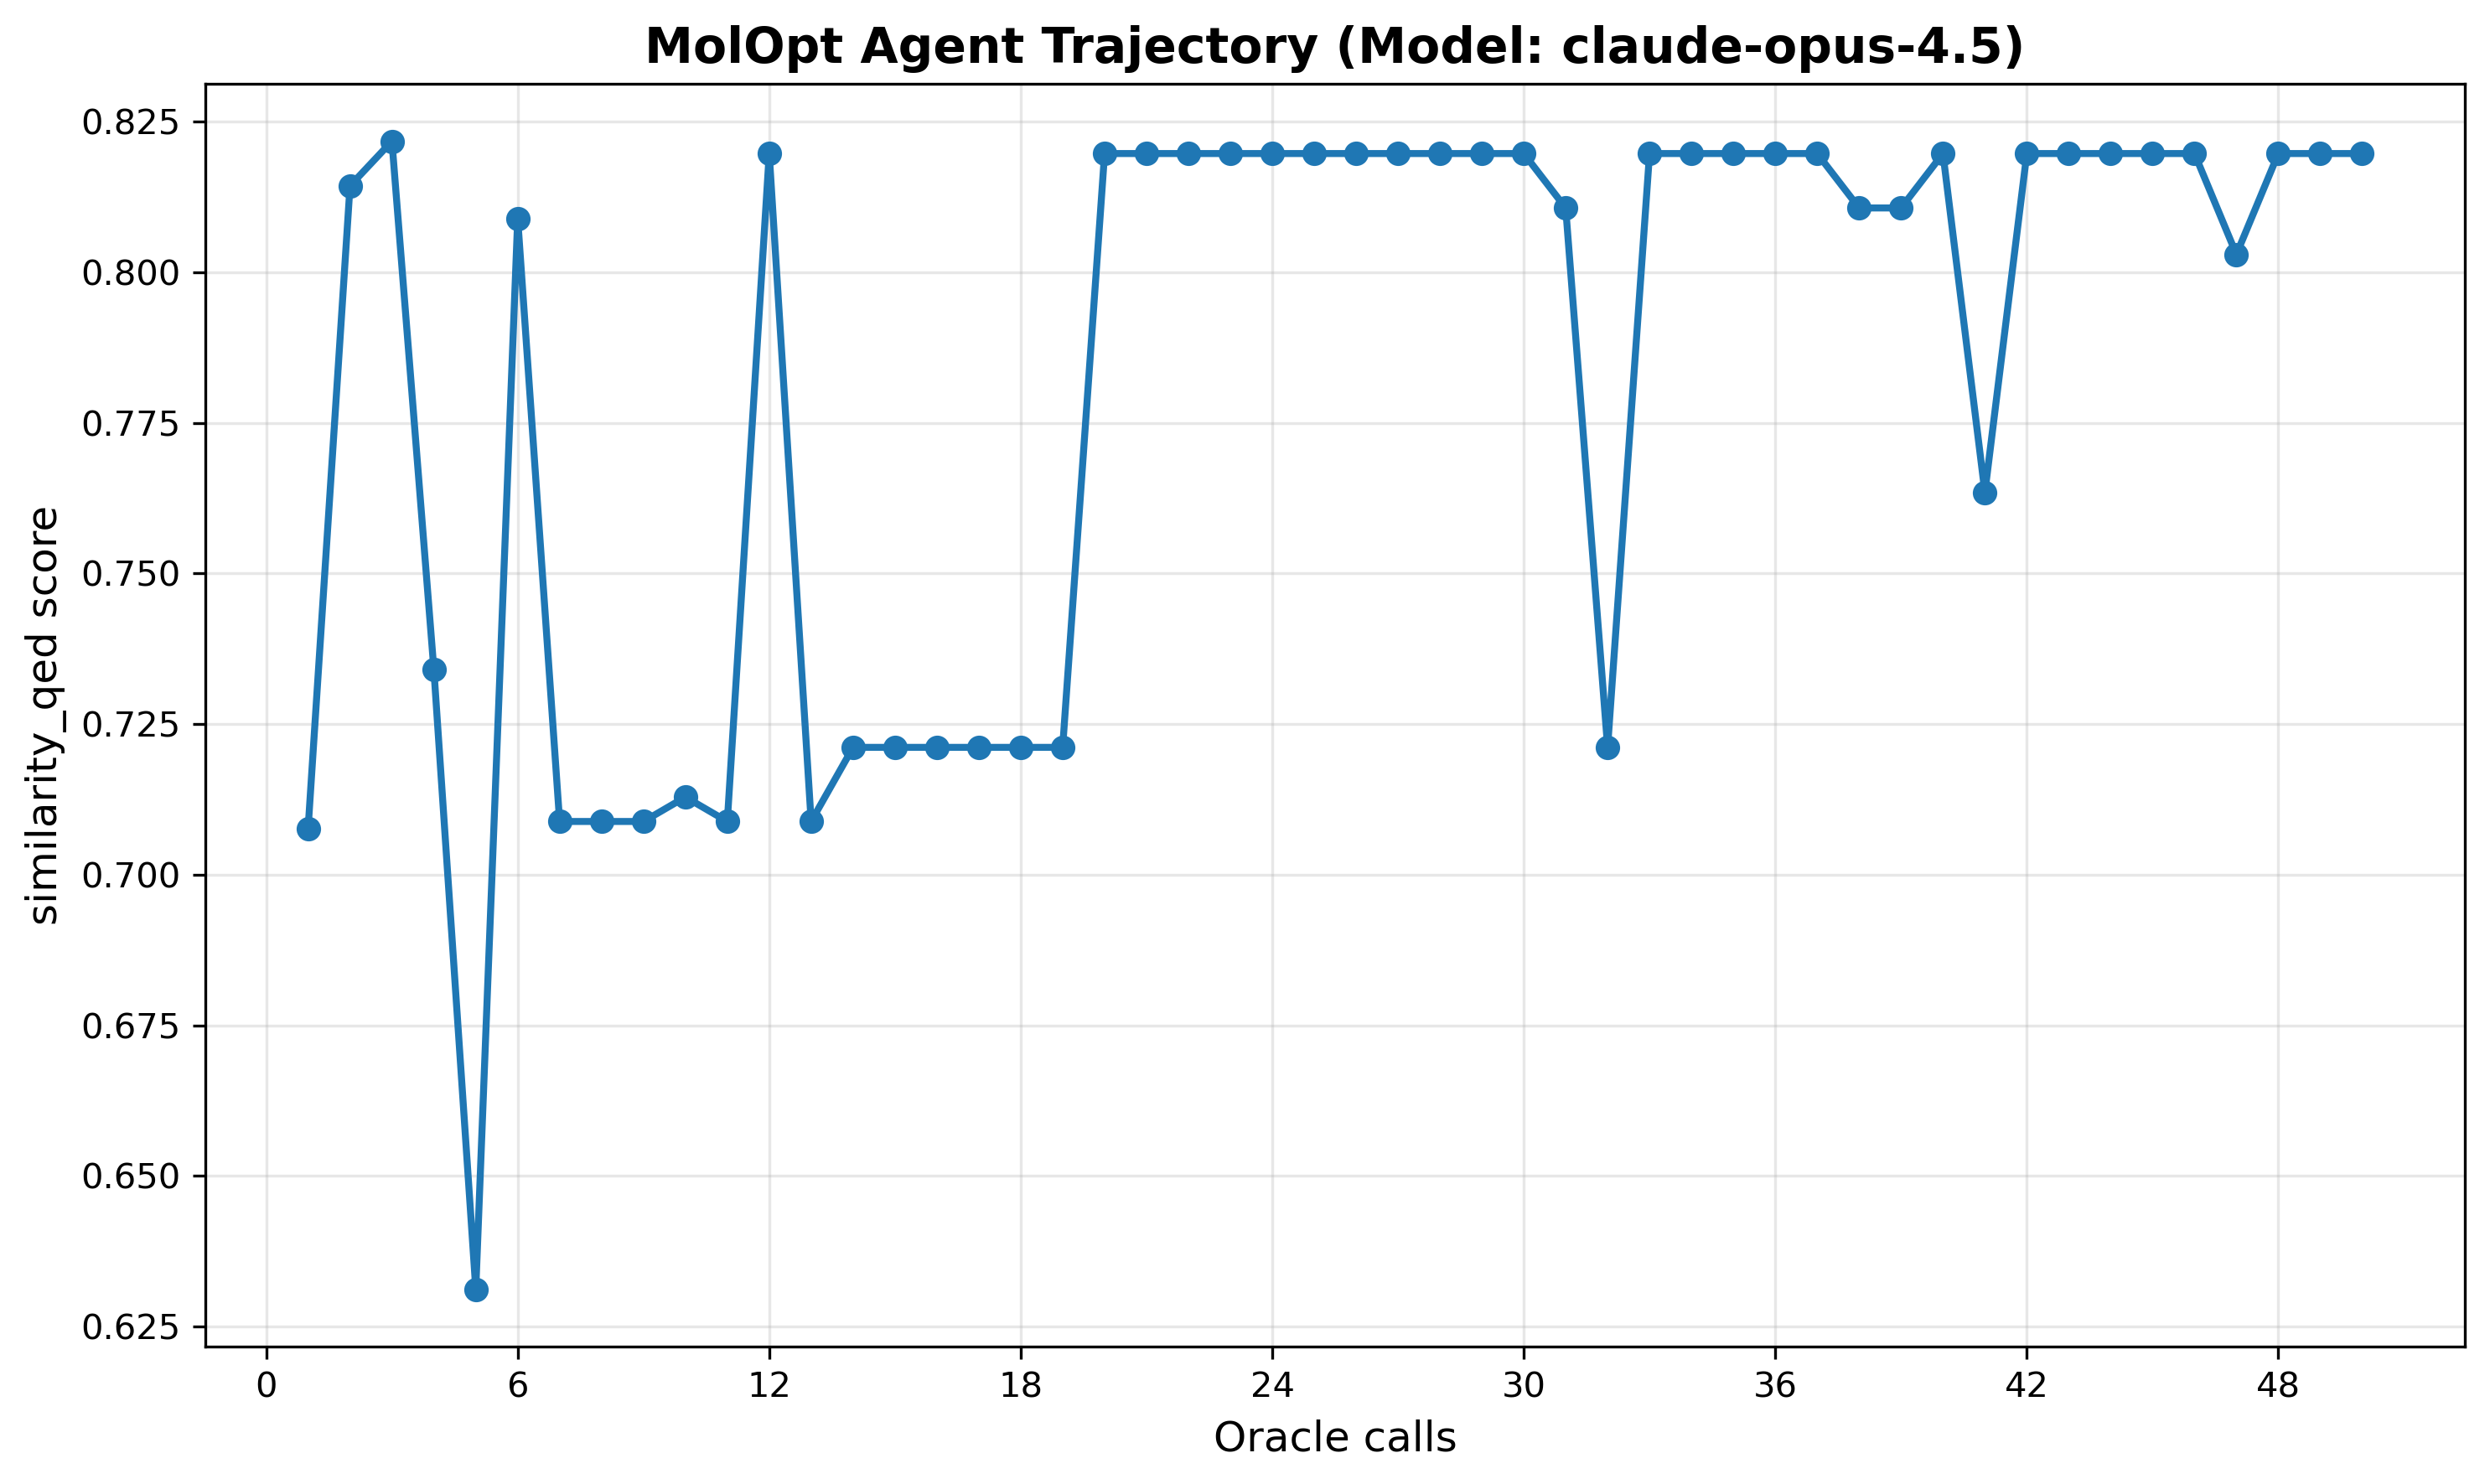 MolOpt Agent Trajectory (Model: claude-opus-4.5)
similarity_qed score
0.825
0.800
0.775
0.750
0.725
0.700
0.675
0.650
0.625
0 6 12 18 24 30 36 42 48
Oracle calls